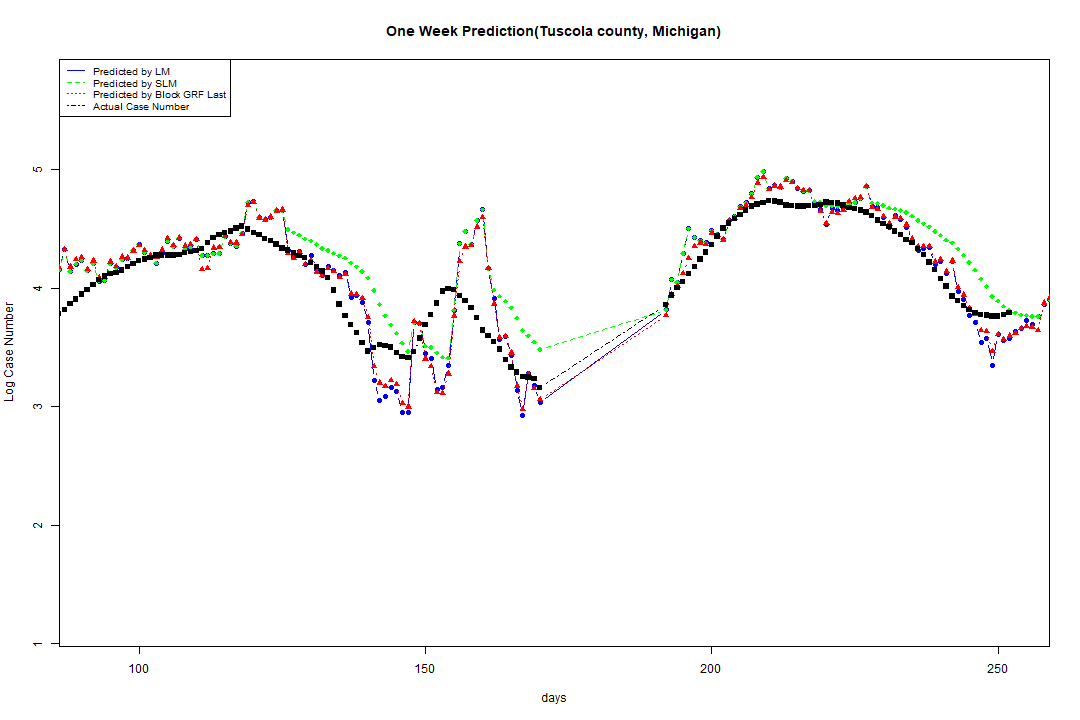 One Week Prediction(Tuscola county, Michigan)
Predicted by LM
Predicted by SLM
Predicted by Block GRF Last
Actual Case Number
5
4
3
2
1
Log Case Number
100 150 200 250
days